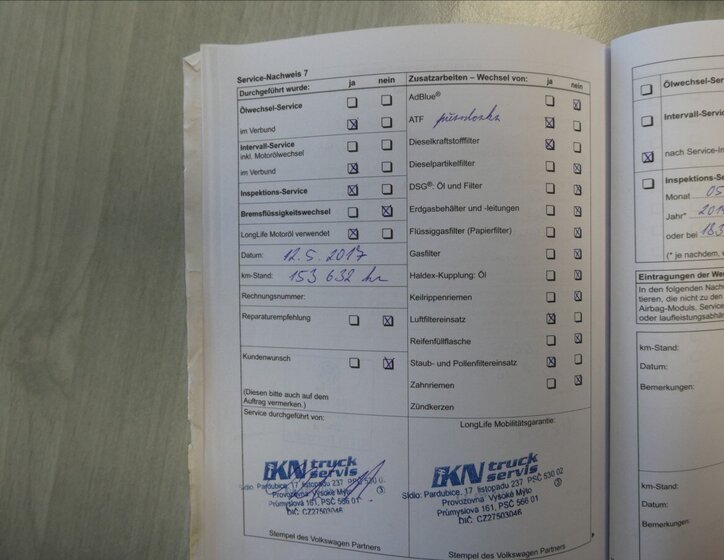 Service-Nachweis 7
Durchgeführt wurde:
ja
nein
Ölwechsel-Service
im Verbund
Intervall-Service
inkl. Motorölwechsel
im Verbund
Inspektions-Service
Bremsflüssigkeitswechsel
LongLife Motoröl verwendet
Datum: 12.5.2017
km-Stand: 153 632
Rechnungsnummer:
Reparaturempfehlung
Kundenwunsch
(Diesen bitte auch auf dem
Auftrag vermerken.)
Service durchgeführt von:
IKN truck
servis
Sídlo: Pardubice, 17. listopadu 237 PSČ 530 0
Provozovna Vysoké Mýto
Průmyslová 161, PSČ 566 01
DIČ: CZ27503046
③
Stempel des Volkswagen Partners
Zusatzarbeiten – Wechsel von:
ja
nein
AdBlue®
ATF
Dieselkraftstofffilter
Dieselpartikelfilter
DSG®: Öl und Filter
Erdgasbehälter und -leitungen
Flüssiggasfilter (Papierfilter)
Gasfilter
Haldex-Kupplung: Öl
Keilrippenriemen
Luftfiltereinsatz
Reifenfüllflasche
Staub- und Pollenfiltereinsatz
Zahnriemen
Zündkerzen
LongLife Mobilitätsgarantie:
IKN truck
servis
Sídlo: Pardubice, 17. listopadu 237, PSČ 530 02
Provozovna Vysoké Mýto
Průmyslová 161, PSČ 566 01
DIČ: CZ27503046
③
Stempel des Volkswagen Partners
Ölwechsel-Serv
Intervall-Servic
nach Service-In
Inspektions-Se
Monat 05
Jahr* 201
oder bei 183
(* je nachdem, w
Eintragungen der Wer
In den folgenden Nach
tieren, die nicht zu den
Airbag-Moduls, Service
oder laufleistungsabhä
km-Stand:
Datum:
Bemerkungen:
km-Stand:
Datum:
Bemerkungen: